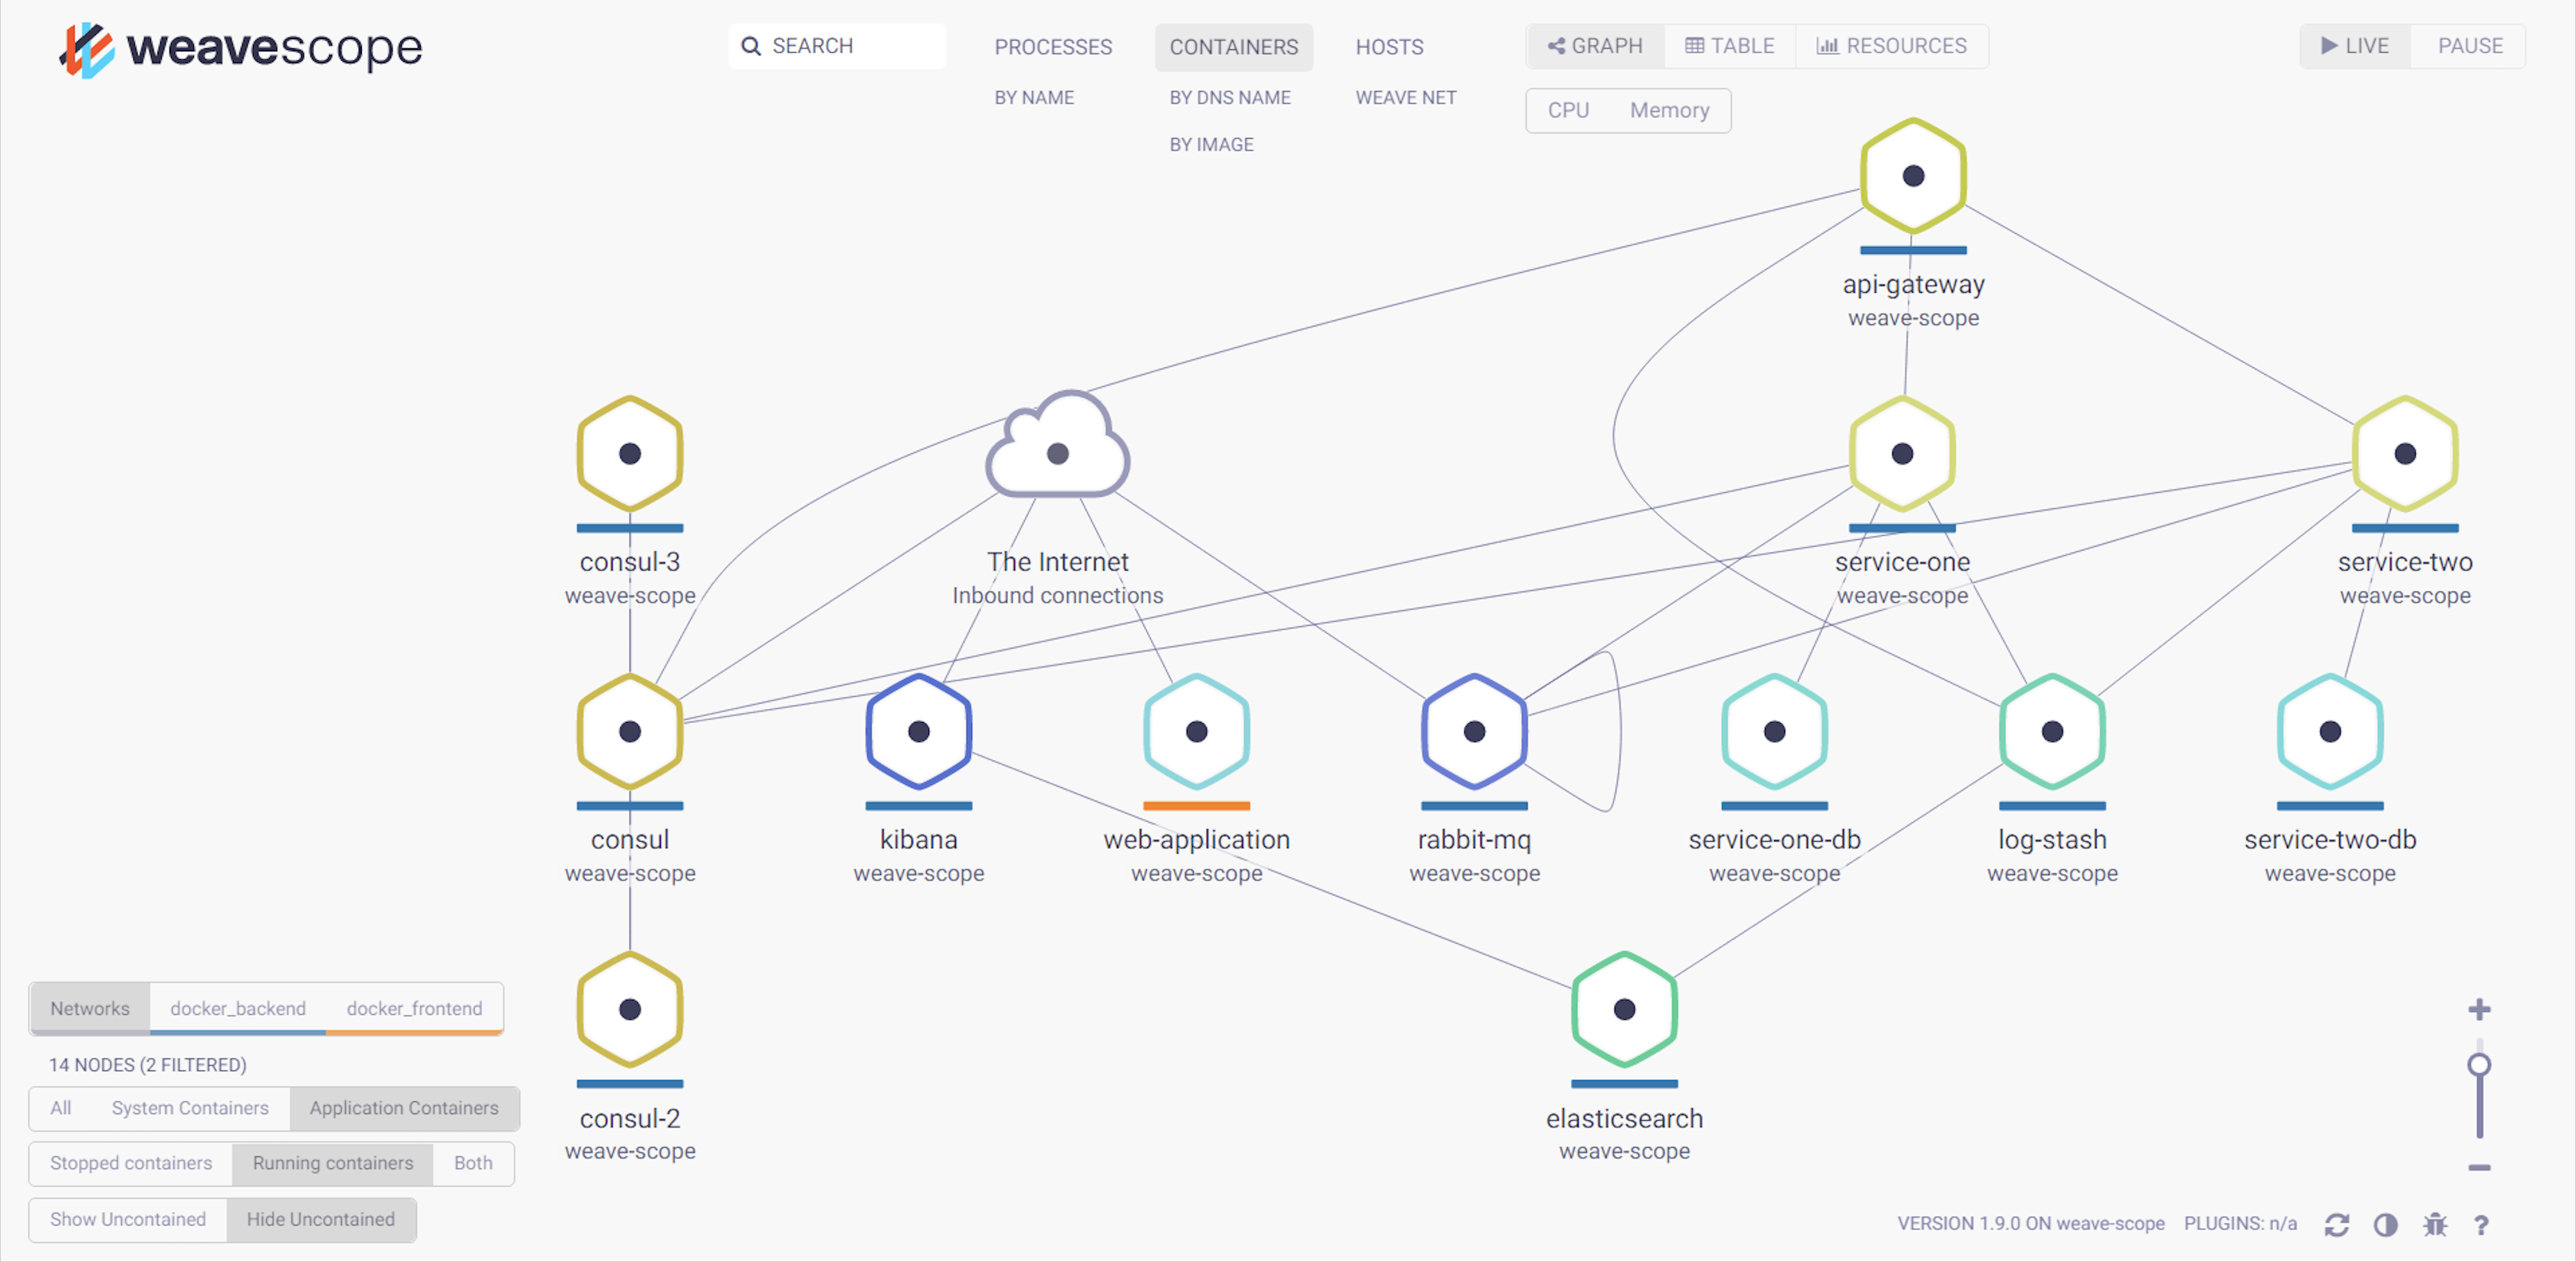 weavescope
SEARCH
PROCESSES
BY NAME
CONTAINERS
BY DNS NAME
BY IMAGE
HOSTS
WEAVE NET
GRAPH
TABLE
RESOURCES
CPU
Memory
LIVE
PAUSE
api-gateway
weave-scope
consul-3
weave-scope
The Internet
Inbound connections
service-one
weave-scope
service-two
weave-scope
consul
weave-scope
kibana
weave-scope
web-application
weave-scope
rabbit-mq
weave-scope
service-one-db
weave-scope
log-stash
weave-scope
service-two-db
weave-scope
consul-2
weave-scope
elasticsearch
weave-scope
Networks
docker_backend
docker_frontend
14 NODES (2 FILTERED)
All
System Containers
Application Containers
Stopped containers
Running containers
Both
Show Uncontained
Hide Uncontained
VERSION 1.9.0 ON weave-scope
PLUGINS: n/a
?